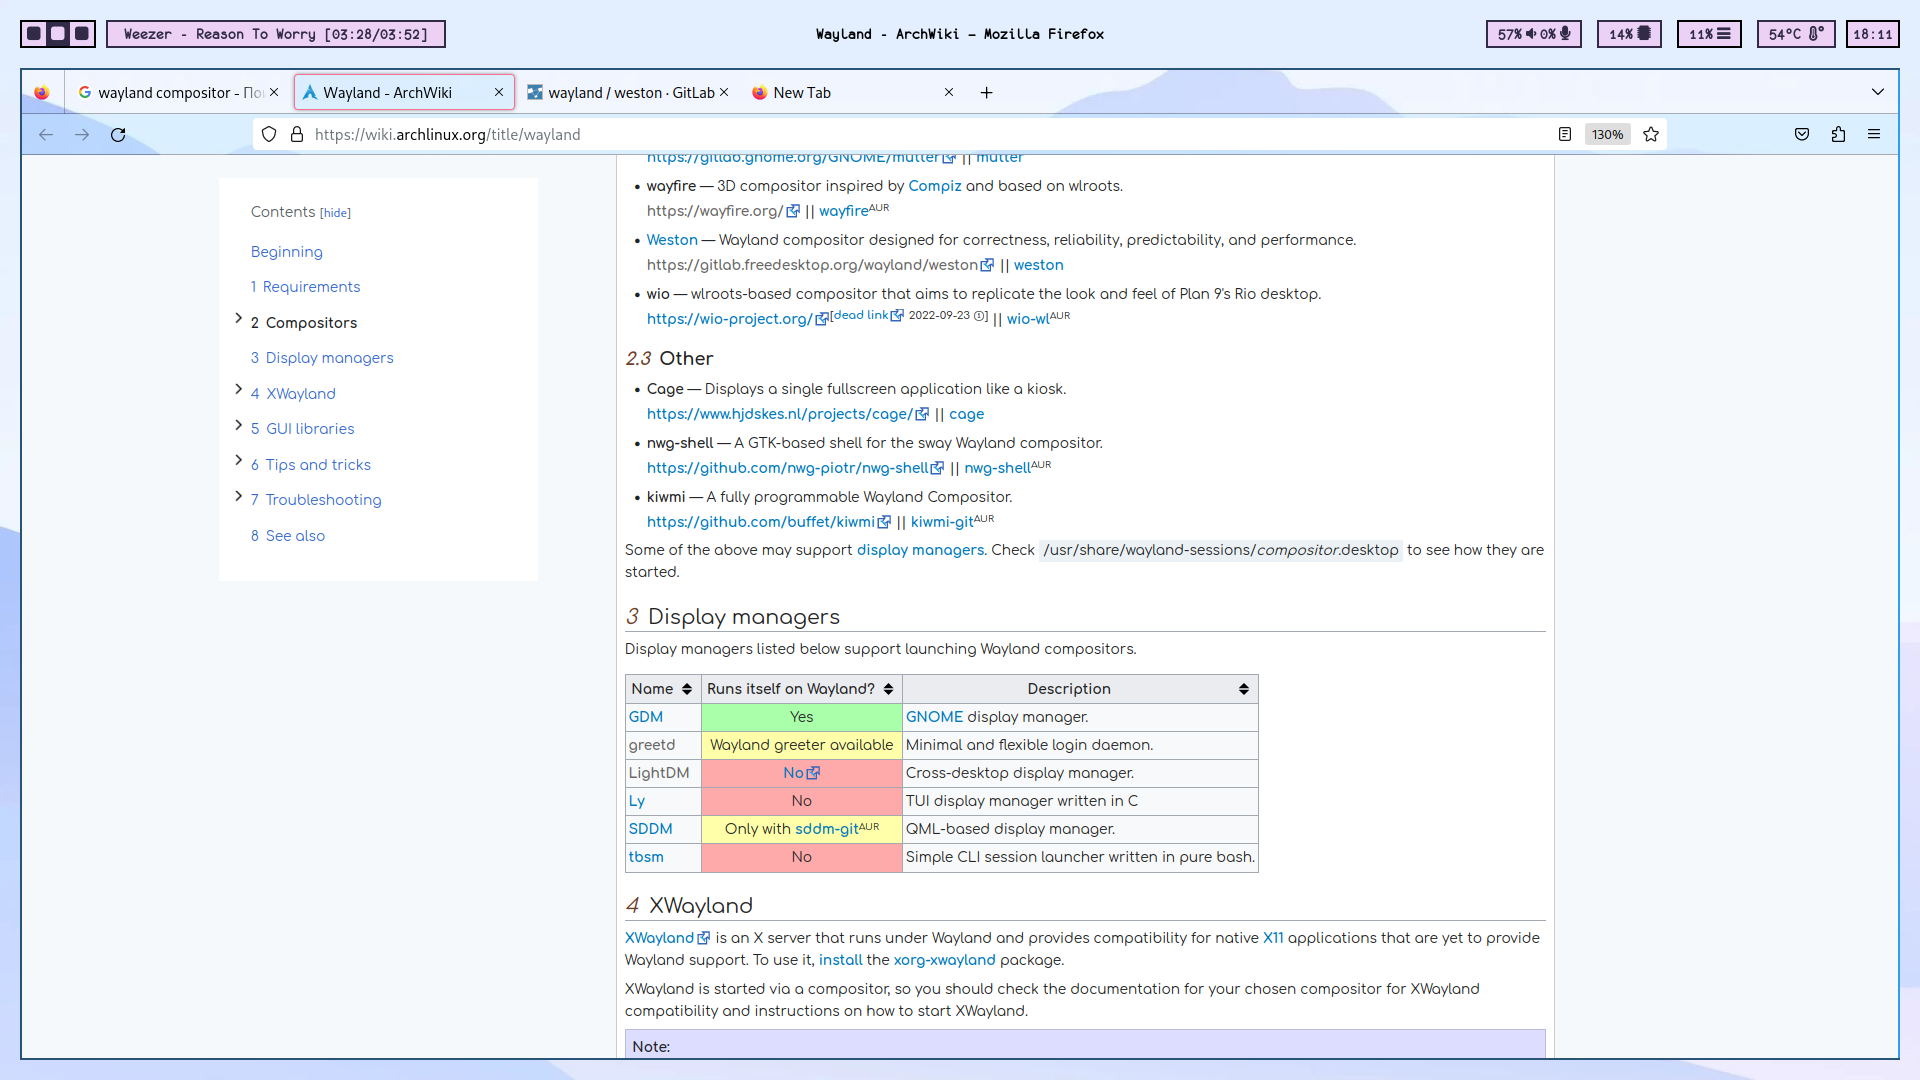 Weezer - Reason To Worry [03:28/03:52]
Wayland - ArchWiki — Mozilla Firefox
57% 0%
14%
11%
54°C
18:11
wayland compositor - По
Wayland - ArchWiki
wayland / weston · GitLab
New Tab
https://wiki.archlinux.org/title/wayland
130%
Contents [hide]
Beginning
1 Requirements
2 Compositors
3 Display managers
4 XWayland
5 GUI libraries
6 Tips and tricks
7 Troubleshooting
8 See also
https://gitlab.gnome.org/GNOME/mutter || mutter
• wayfire — 3D compositor inspired by Compiz and based on wlroots.
https://wayfire.org/ || wayfireAUR
• Weston — Wayland compositor designed for correctness, reliability, predictability, and performance.
https://gitlab.freedesktop.org/wayland/weston || weston
• wio — wlroots-based compositor that aims to replicate the look and feel of Plan 9's Rio desktop.
https://wio-project.org/[dead link 2022-09-23 ⓘ] || wio-wlAUR
2.3 Other
• Cage — Displays a single fullscreen application like a kiosk.
https://www.hjdskes.nl/projects/cage/ || cage
• nwg-shell — A GTK-based shell for the sway Wayland compositor.
https://github.com/nwg-piotr/nwg-shell || nwg-shellAUR
• kiwmi — A fully programmable Wayland Compositor.
https://github.com/buffet/kiwmi || kiwmi-gitAUR
Some of the above may support display managers. Check /usr/share/wayland-sessions/compositor.desktop to see how they are
started.
3 Display managers
Display managers listed below support launching Wayland compositors.
Name Runs itself on Wayland? Description
GDM Yes GNOME display manager.
greetd Wayland greeter available Minimal and flexible login daemon.
LightDM No Cross-desktop display manager.
Ly No TUI display manager written in C
SDDM Only with sddm-gitAUR QML-based display manager.
tbsm No Simple CLI session launcher written in pure bash.
4 XWayland
XWayland is an X server that runs under Wayland and provides compatibility for native X11 applications that are yet to provide
Wayland support. To use it, install the xorg-xwayland package.
XWayland is started via a compositor, so you should check the documentation for your chosen compositor for XWayland
compatibility and instructions on how to start XWayland.
Note: